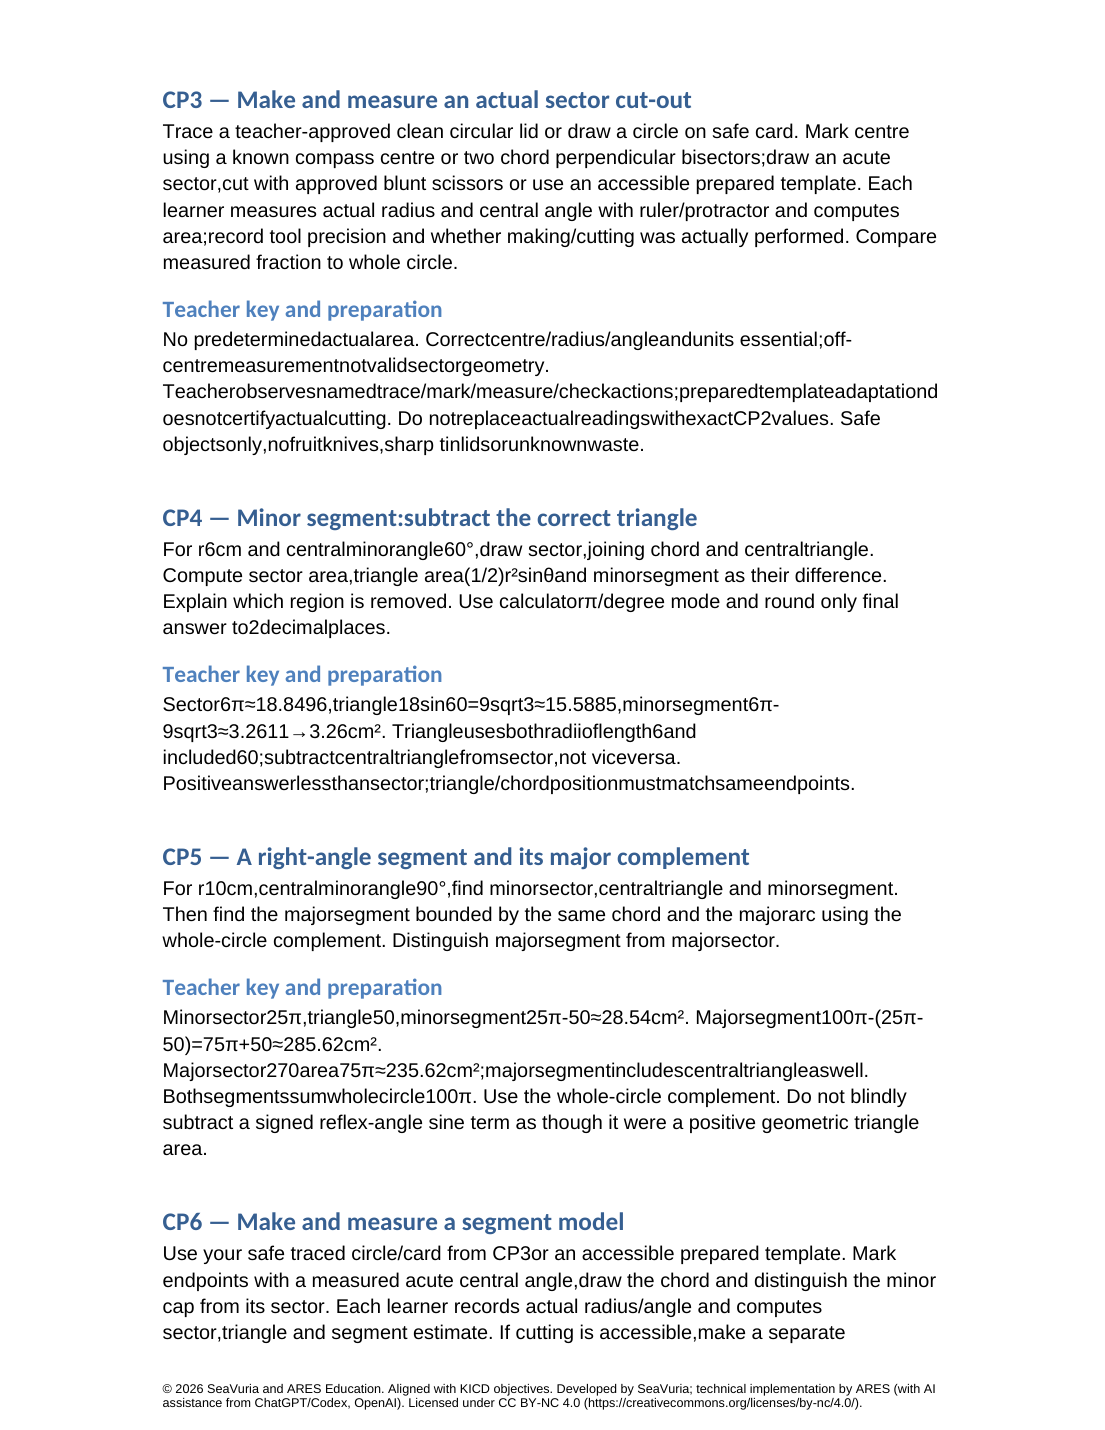 CP3 — Make and measure an actual sector cut-out
Trace a teacher-approved clean circular lid or draw a circle on safe card. Mark centre
using a known compass centre or two chord perpendicular bisectors;draw an acute
sector,cut with approved blunt scissors or use an accessible prepared template. Each
learner measures actual radius and central angle with ruler/protractor and computes
area;record tool precision and whether making/cutting was actually performed. Compare
measured fraction to whole circle.
Teacher key and preparation
No predeterminedactualarea. Correctcentre/radius/angleandunits essential;off-
centremeasurementnotvalidsectorgeometry.
Teacherobservesnamedtrace/mark/measure/checkactions;preparedtemplateadaptationd
oesnotcertifyactualcutting. Do notreplaceactualreadingswithexactCP2values. Safe
objectsonly,nofruitknives,sharp tinlidsorunknownwaste.
CP4 — Minor segment:subtract the correct triangle
For r6cm and centralminorangle60°,draw sector,joining chord and centraltriangle.
Compute sector area,triangle area(1/2)r²sinθand minorsegment as their difference.
Explain which region is removed. Use calculatorπ/degree mode and round only final
answer to2decimalplaces.
Teacher key and preparation
Sector6π≈18.8496,triangle18sin60=9sqrt3≈15.5885,minorsegment6π-
9sqrt3≈3.2611→3.26cm². Triangleusesbothradiioflength6and
included60;subtractcentraltrianglefromsector,not viceversa.
Positiveanswerlessthansector;triangle/chordpositionmustmatchsameendpoints.
CP5 — A right-angle segment and its major complement
For r10cm,centralminorangle90°,find minorsector,centraltriangle and minorsegment.
Then find the majorsegment bounded by the same chord and the majorarc using the
whole-circle complement. Distinguish majorsegment from majorsector.
Teacher key and preparation
Minorsector25π,triangle50,minorsegment25π-50≈28.54cm². Majorsegment100π-(25π-
50)=75π+50≈285.62cm².
Majorsector270area75π≈235.62cm²;majorsegmentincludescentraltriangleaswell.
Bothsegmentssumwholecircle100π. Use the whole-circle complement. Do not blindly
subtract a signed reflex-angle sine term as though it were a positive geometric triangle
area.
CP6 — Make and measure a segment model
Use your safe traced circle/card from CP3or an accessible prepared template. Mark
endpoints with a measured acute central angle,draw the chord and distinguish the minor
cap from its sector. Each learner records actual radius/angle and computes
sector,triangle and segment estimate. If cutting is accessible,make a separate
© 2026 SeaVuria and ARES Education. Aligned with KICD objectives. Developed by SeaVuria; technical implementation by ARES (with AI
assistance from ChatGPT/Codex, OpenAI). Licensed under CC BY-NC 4.0 (https://creativecommons.org/licenses/by-nc/4.0/).